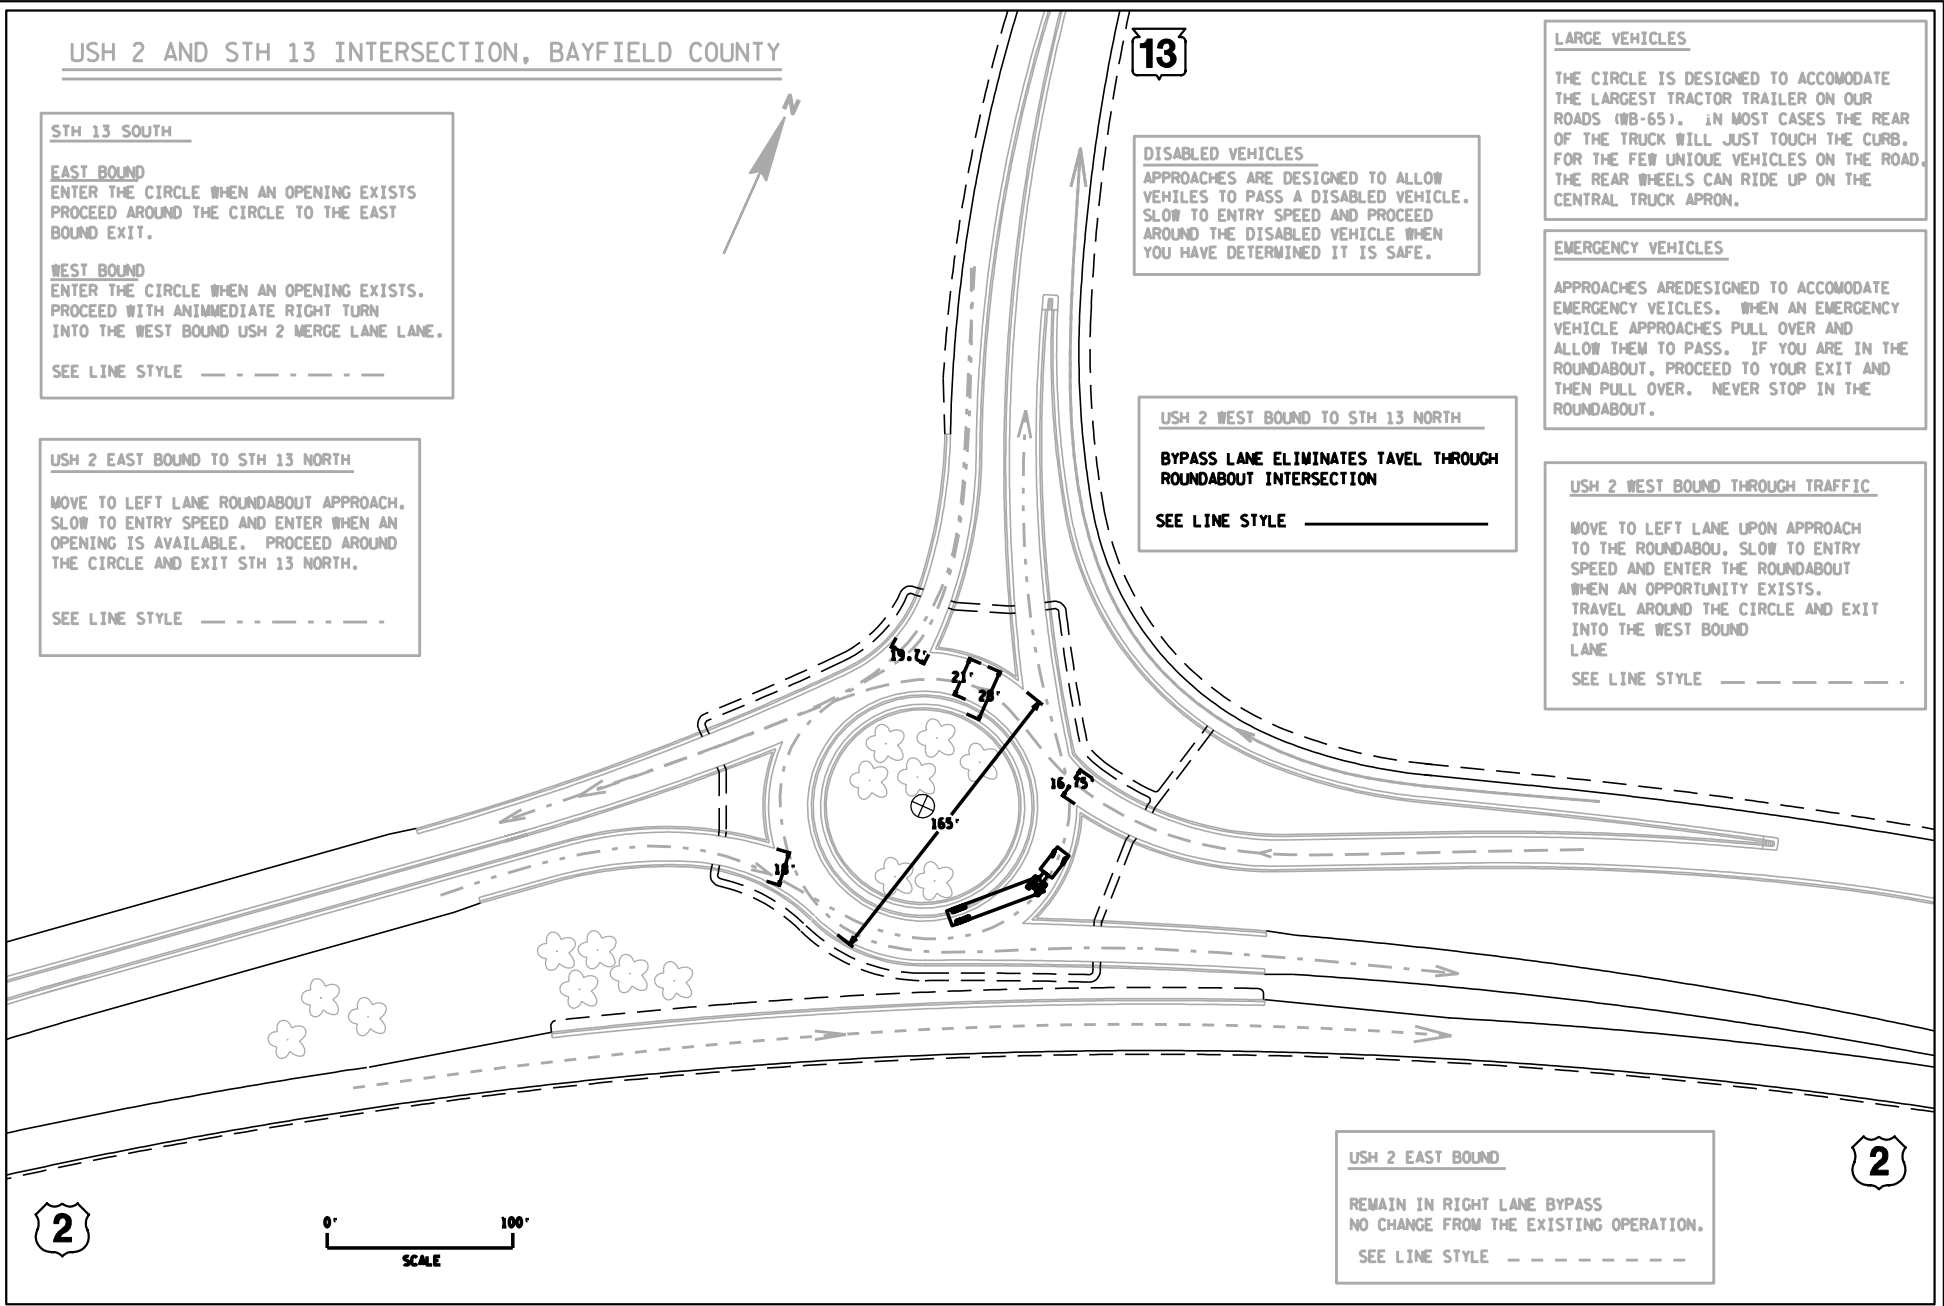 USH 2 AND STH 13 INTERSECTION, BAYFIELD COUNTY
N
13
STH 13 SOUTH
EAST BOUND
ENTER THE CIRCLE WHEN AN OPENING EXISTS
PROCEED AROUND THE CIRCLE TO THE EAST
BOUND EXIT.
WEST BOUND
ENTER THE CIRCLE WHEN AN OPENING EXISTS.
PROCEED WITH ANIMMEDIATE RIGHT TURN
INTO THE WEST BOUND USH 2 MERGE LANE LANE.
SEE LINE STYLE
USH 2 EAST BOUND TO STH 13 NORTH
MOVE TO LEFT LANE ROUNDABOUT APPROACH.
SLOW TO ENTRY SPEED AND ENTER WHEN AN
OPENING IS AVAILABLE. PROCEED AROUND
THE CIRCLE AND EXIT STH 13 NORTH.
SEE LINE STYLE
DISABLED VEHICLES
APPROACHES ARE DESIGNED TO ALLOW
VEHILES TO PASS A DISABLED VEHICLE.
SLOW TO ENTRY SPEED AND PROCEED
AROUND THE DISABLED VEHICLE WHEN
YOU HAVE DETERMINED IT IS SAFE.
USH 2 WEST BOUND TO STH 13 NORTH
BYPASS LANE ELIMINATES TAVEL THROUGH
ROUNDABOUT INTERSECTION
SEE LINE STYLE
LARGE VEHICLES
THE CIRCLE IS DESIGNED TO ACCOMODATE
THE LARGEST TRACTOR TRAILER ON OUR
ROADS (WB-65). iN MOST CASES THE REAR
OF THE TRUCK WILL JUST TOUCH THE CURB.
FOR THE FEW UNIQUE VEHICLES ON THE ROAD,
THE REAR WHEELS CAN RIDE UP ON THE
CENTRAL TRUCK APRON.
EMERGENCY VEHICLES
APPROACHES AREDESIGNED TO ACCOMODATE
EMERGENCY VEICLES. WHEN AN EMERGENCY
VEHICLE APPROACHES PULL OVER AND
ALLOW THEM TO PASS. IF YOU ARE IN THE
ROUNDABOUT, PROCEED TO YOUR EXIT AND
THEN PULL OVER. NEVER STOP IN THE
ROUNDABOUT.
USH 2 WEST BOUND THROUGH TRAFFIC
MOVE TO LEFT LANE UPON APPROACH
TO THE ROUNDABOU, SLOW TO ENTRY
SPEED AND ENTER THE ROUNDABOUT
WHEN AN OPPORTUNITY EXISTS.
TRAVEL AROUND THE CIRCLE AND EXIT
INTO THE WEST BOUND
LANE
SEE LINE STYLE
21'
165'
18'
USH 2 EAST BOUND
REMAIN IN RIGHT LANE BYPASS
NO CHANGE FROM THE EXISTING OPERATION.
SEE LINE STYLE
2
2
0' 100'
SCALE